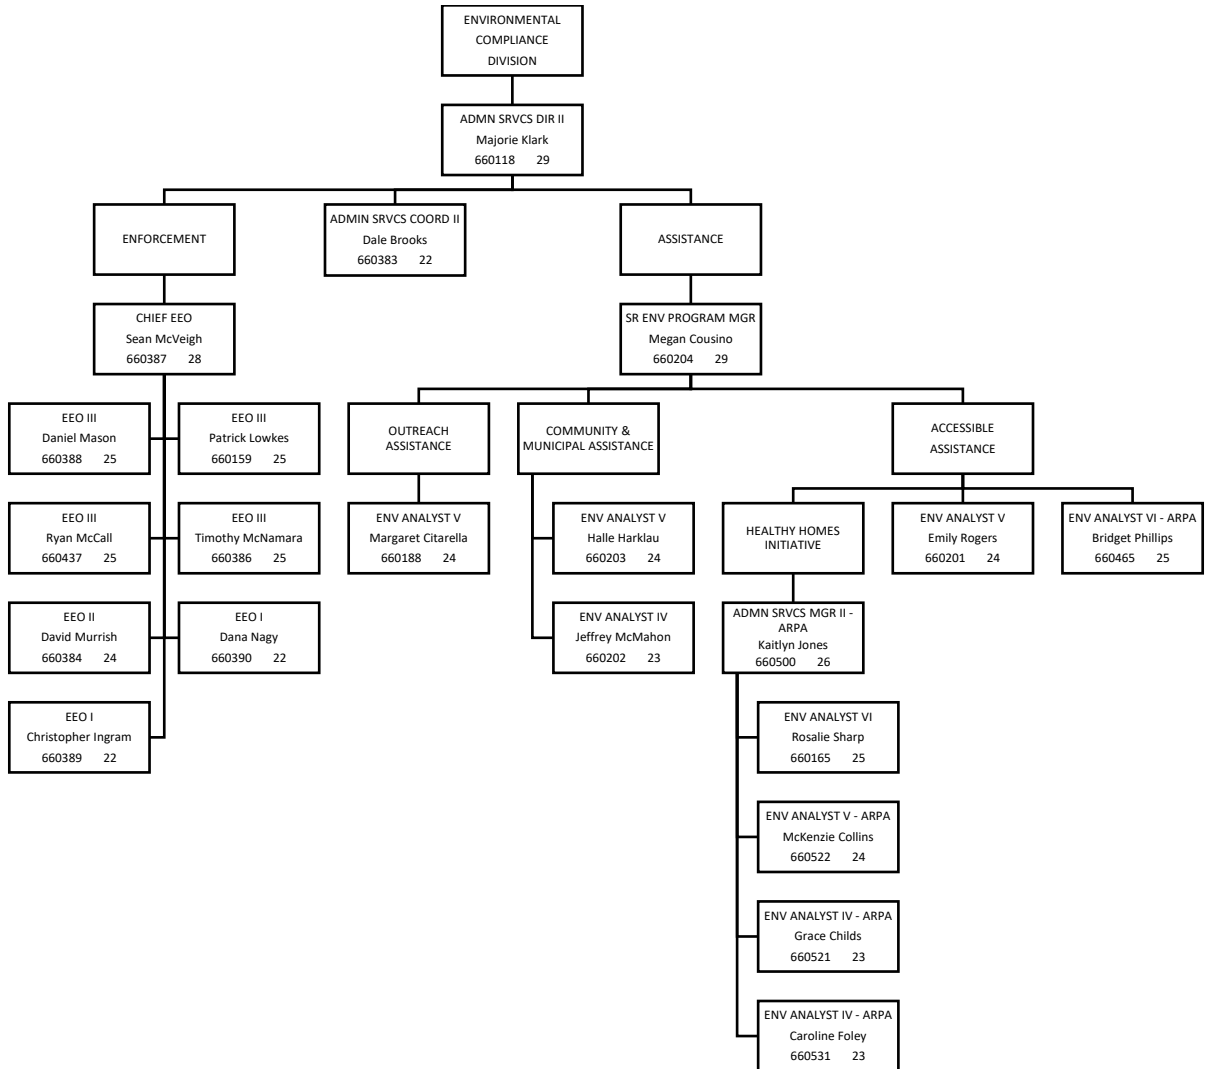 ENVIRONMENTAL
COMPLIANCE
DIVISION
ADMN SRVCS DIR II
Majorie Klark
660118 29
ENFORCEMENT
ADMIN SRVCS COORD II
Dale Brooks
660383 22
ASSISTANCE
CHIEF EEO
Sean McVeigh
660387 28
SR ENV PROGRAM MGR
Megan Cousino
660204 29
EEO III
Daniel Mason
660388 25
EEO III
Patrick Lowkes
660159 25
OUTREACH
ASSISTANCE
COMMUNITY &
MUNICIPAL ASSISTANCE
ACCESSIBLE
ASSISTANCE
EEO III
Ryan McCall
660437 25
EEO III
Timothy McNamara
660386 25
ENV ANALYST V
Margaret Citarella
660188 24
ENV ANALYST V
Halle Harklau
660203 24
HEALTHY HOMES
INITIATIVE
ENV ANALYST V
Emily Rogers
660201 24
ENV ANALYST VI - ARPA
Bridget Phillips
660465 25
EEO II
David Murrish
660384 24
EEO I
Dana Nagy
660390 22
ENV ANALYST IV
Jeffrey McMahon
660202 23
ADMN SRVCS MGR II -
ARPA
Kaitlyn Jones
660500 26
EEO I
Christopher Ingram
660389 22
ENV ANALYST VI
Rosalie Sharp
660165 25
ENV ANALYST V - ARPA
McKenzie Collins
660522 24
ENV ANALYST IV - ARPA
Grace Childs
660521 23
ENV ANALYST IV - ARPA
Caroline Foley
660531 23